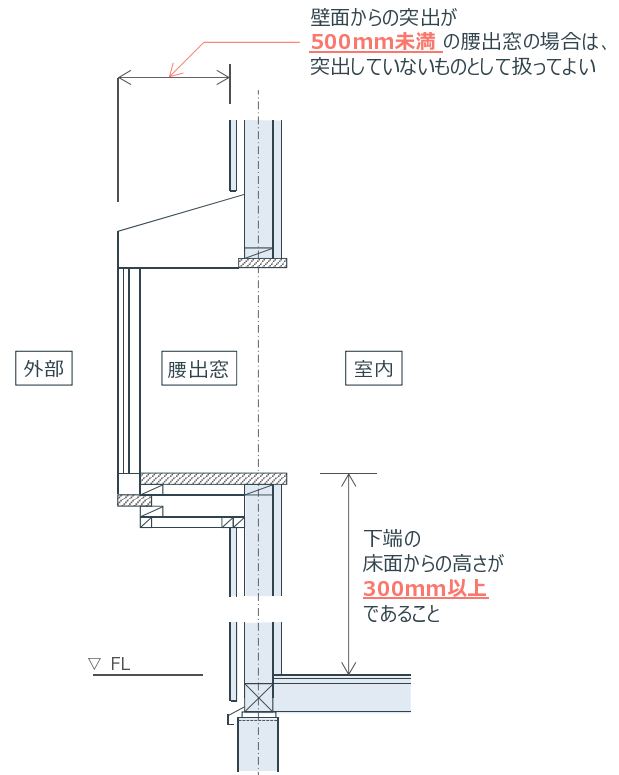 壁面からの突出が
500mm未満 の腰出窓の場合は、
突出していないものとして扱ってよい
外部
腰出窓
室内
下端の
床面からの高さが
300mm以上
であること
▽ FL